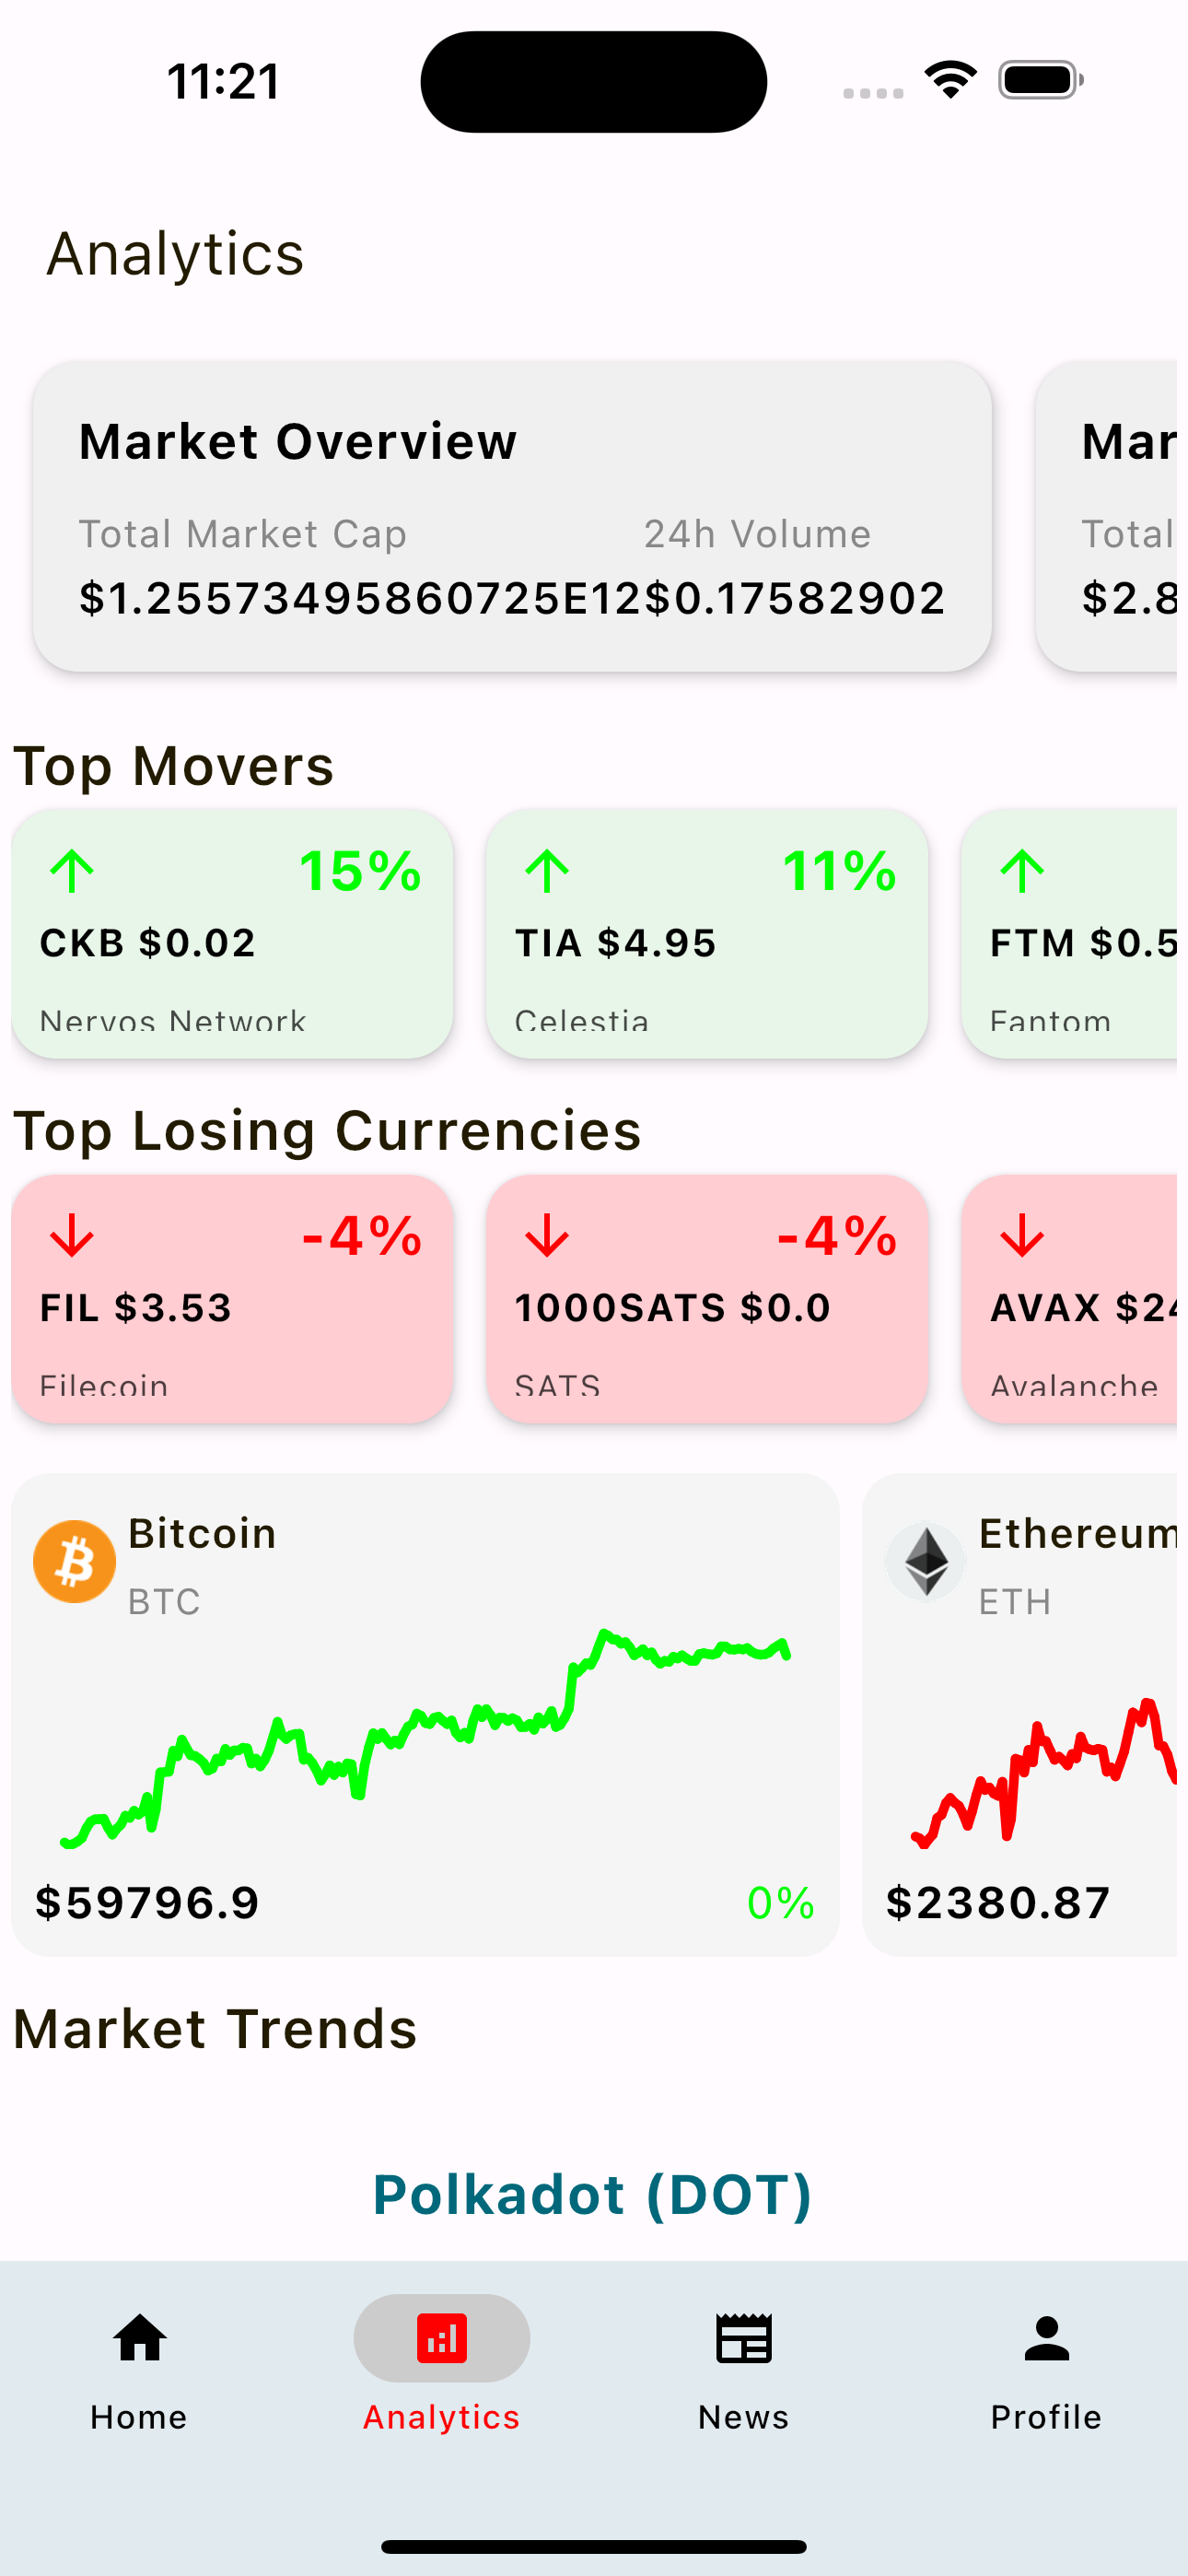 11:21
Analytics
Market Overview
Total Market Cap 24h Volume
$1.25573495860725E12$0.17582902
Mar
Total
$2.8
Top Movers
15%
CKB $0.02
Nervos Network
11%
TIA $4.95
Celestia
FTM $0.5
Fantom
Top Losing Currencies
-4%
FIL $3.53
Filecoin
-4%
1000SATS $0.0
SATS
AVAX $24
Avalanche
Bitcoin
BTC
$59796.9 0%
Ethereum
ETH
$2380.87
Market Trends
Polkadot (DOT)
Home Analytics News Profile